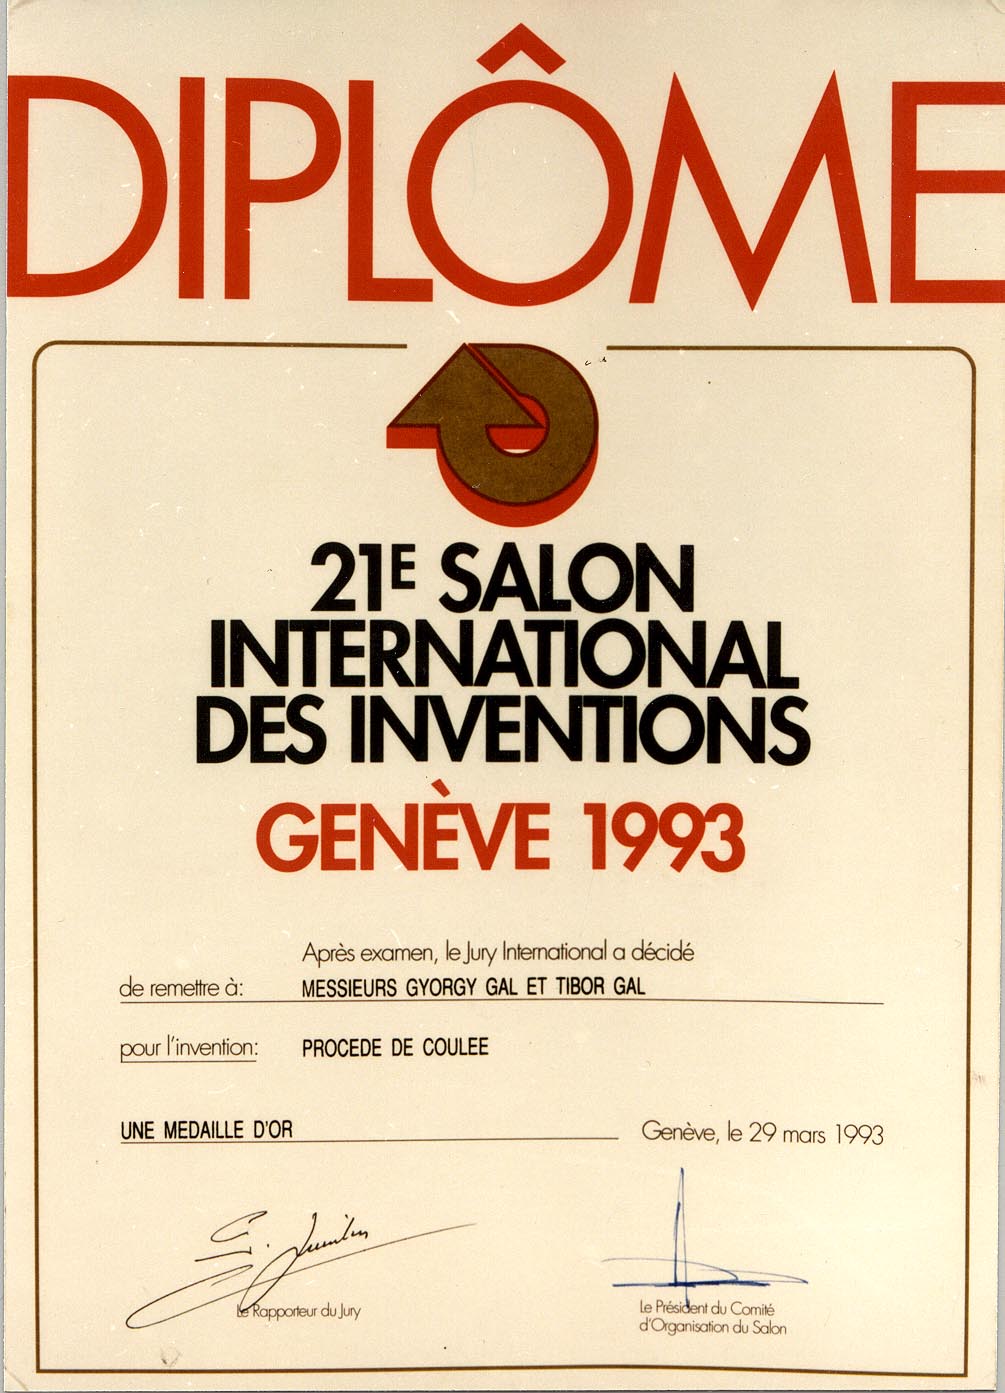 DIPLÔME
21E SALON
INTERNATIONAL
DES INVENTIONS
GENÈVE 1993
Après examen, le Jury International a décidé
de remettre à: MESSIEURS GYORGY GAL ET TIBOR GAL
pour l'invention: PROCEDE DE COULEE
UNE MEDAILLE D'OR Genève, le 29 mars 1993
Le Rapporteur du Jury
Le Président du Comité
d'Organisation du Salon